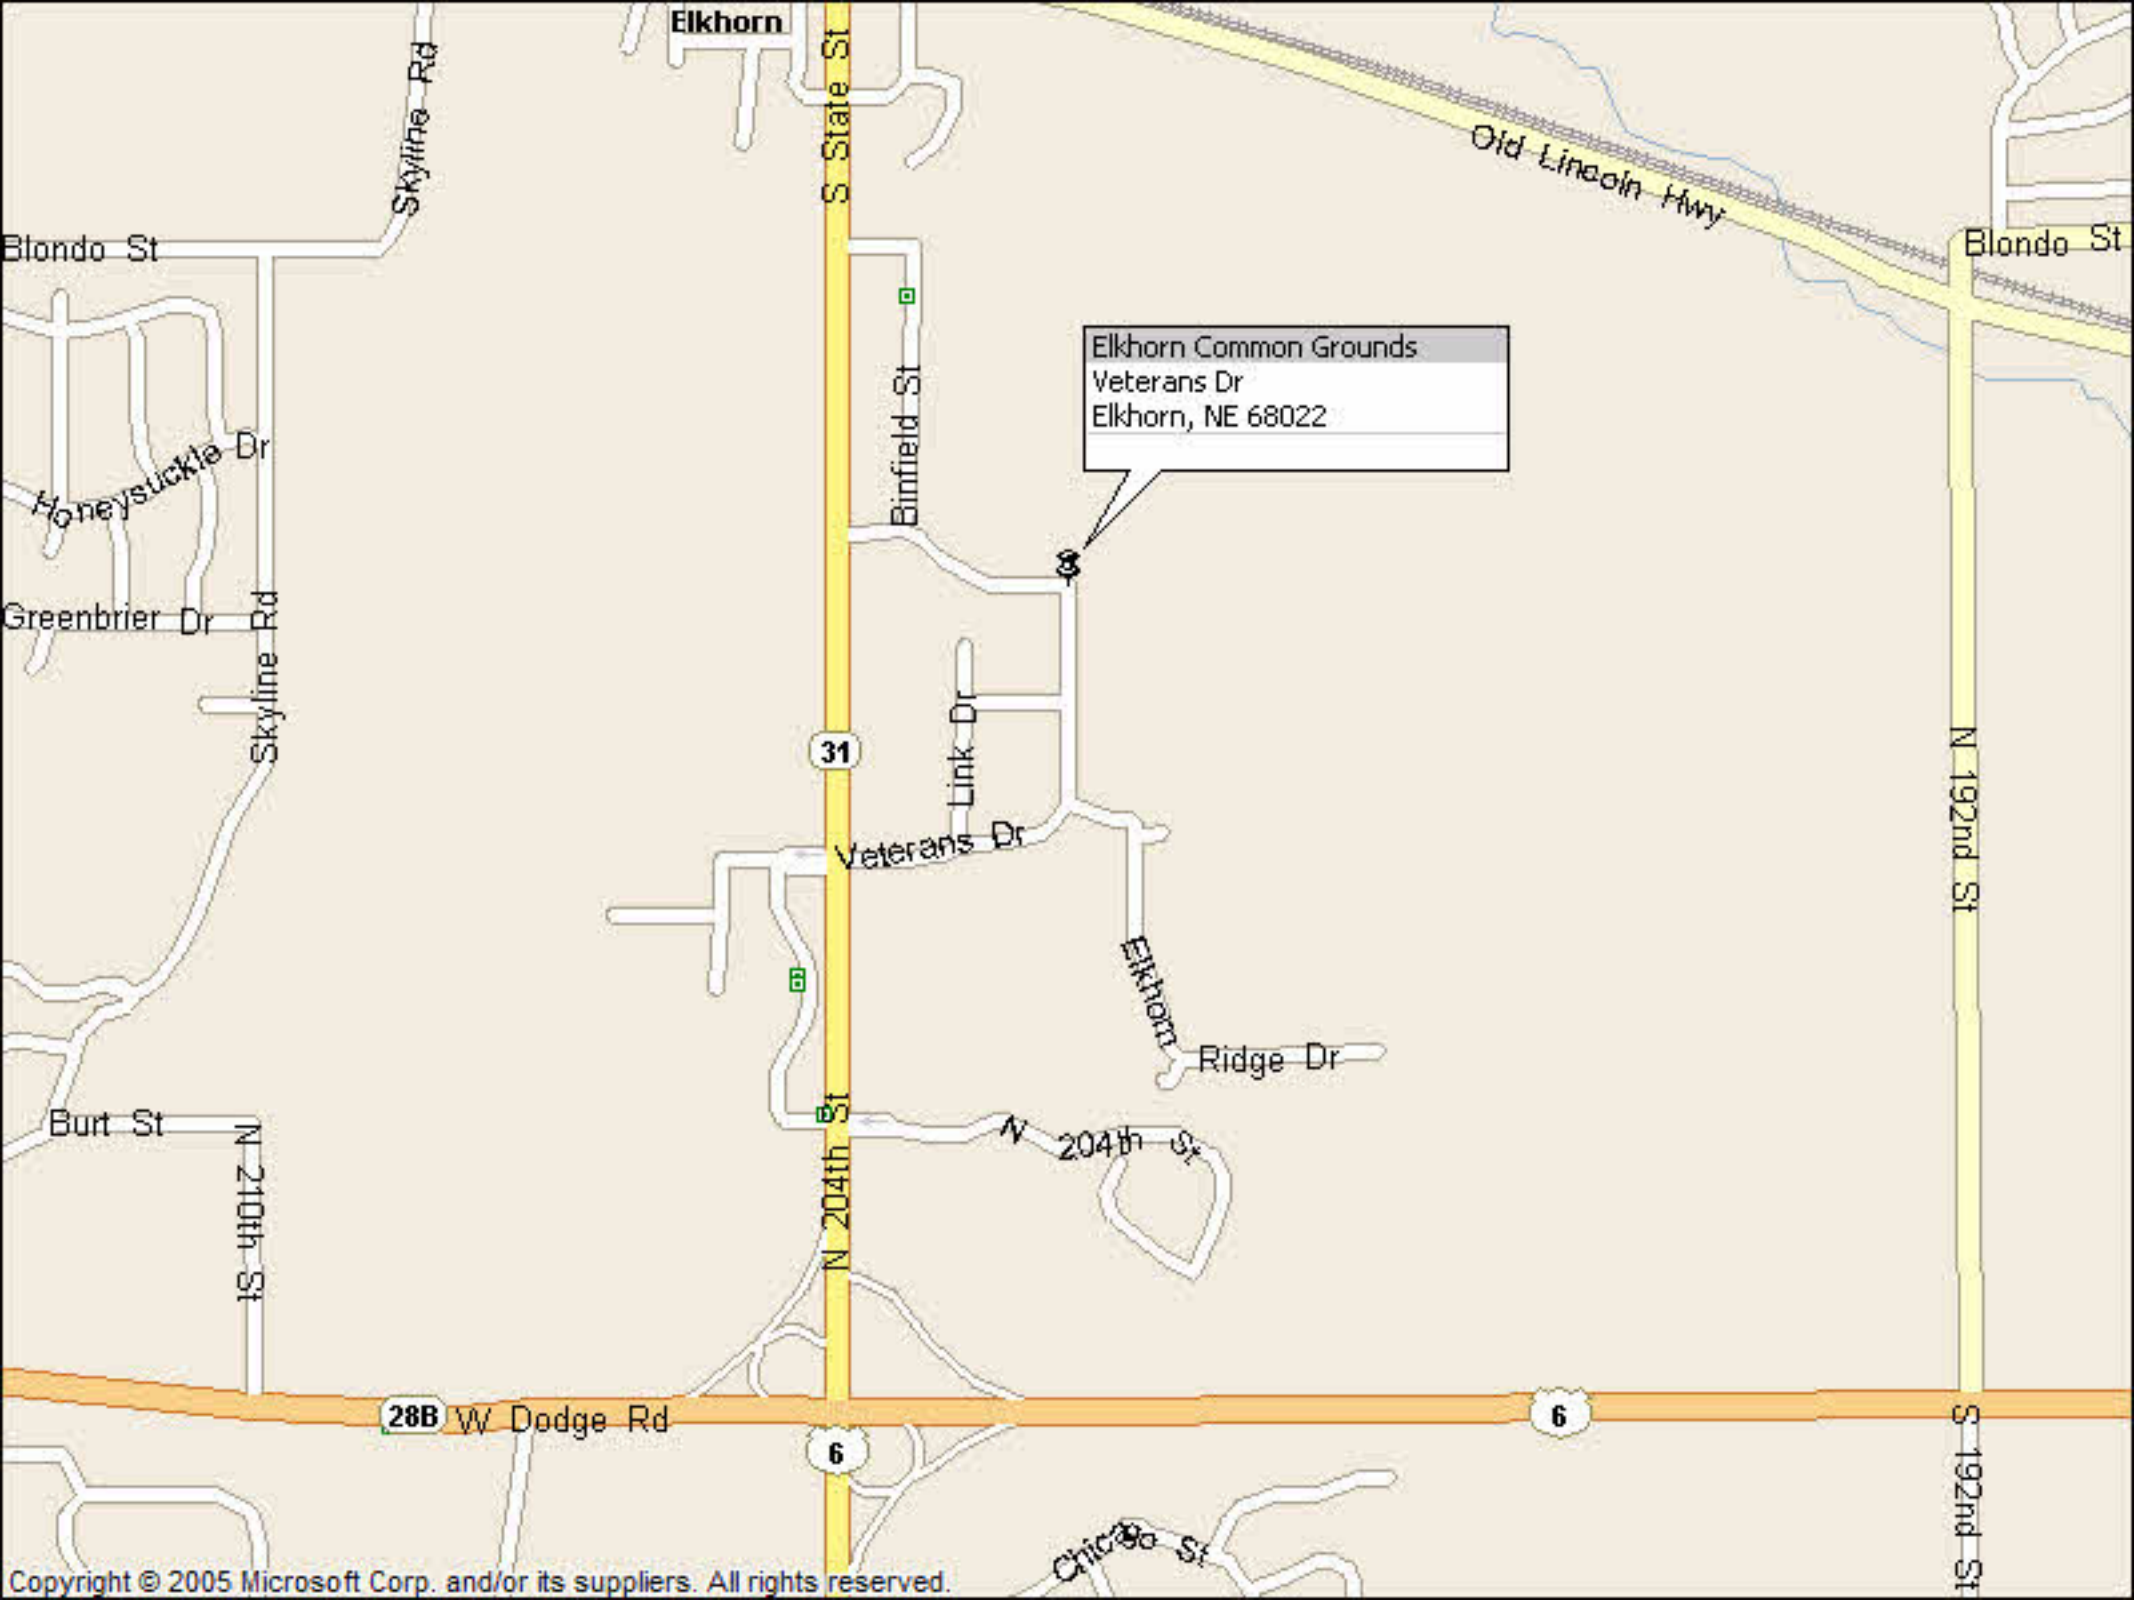 Elkhorn
S State St
Skyline Rd
Old Lincoln Hwy
Blondo St
Blondo St
Elkhorn Common Grounds
Veterans Dr
Elkhorn, NE 68022
Binfield St
Honeysuckle Dr
Greenbrier Dr
Skyline Rd
Link Dr
31
N 192nd St
Veterans Dr
Elkhorn Ridge Dr
Burt St
N 210th St
N 204th St
N 204th St
28B
W Dodge Rd
6
6
S 192nd St
Chicago St
Copyright © 2005 Microsoft Corp. and/or its suppliers. All rights reserved.